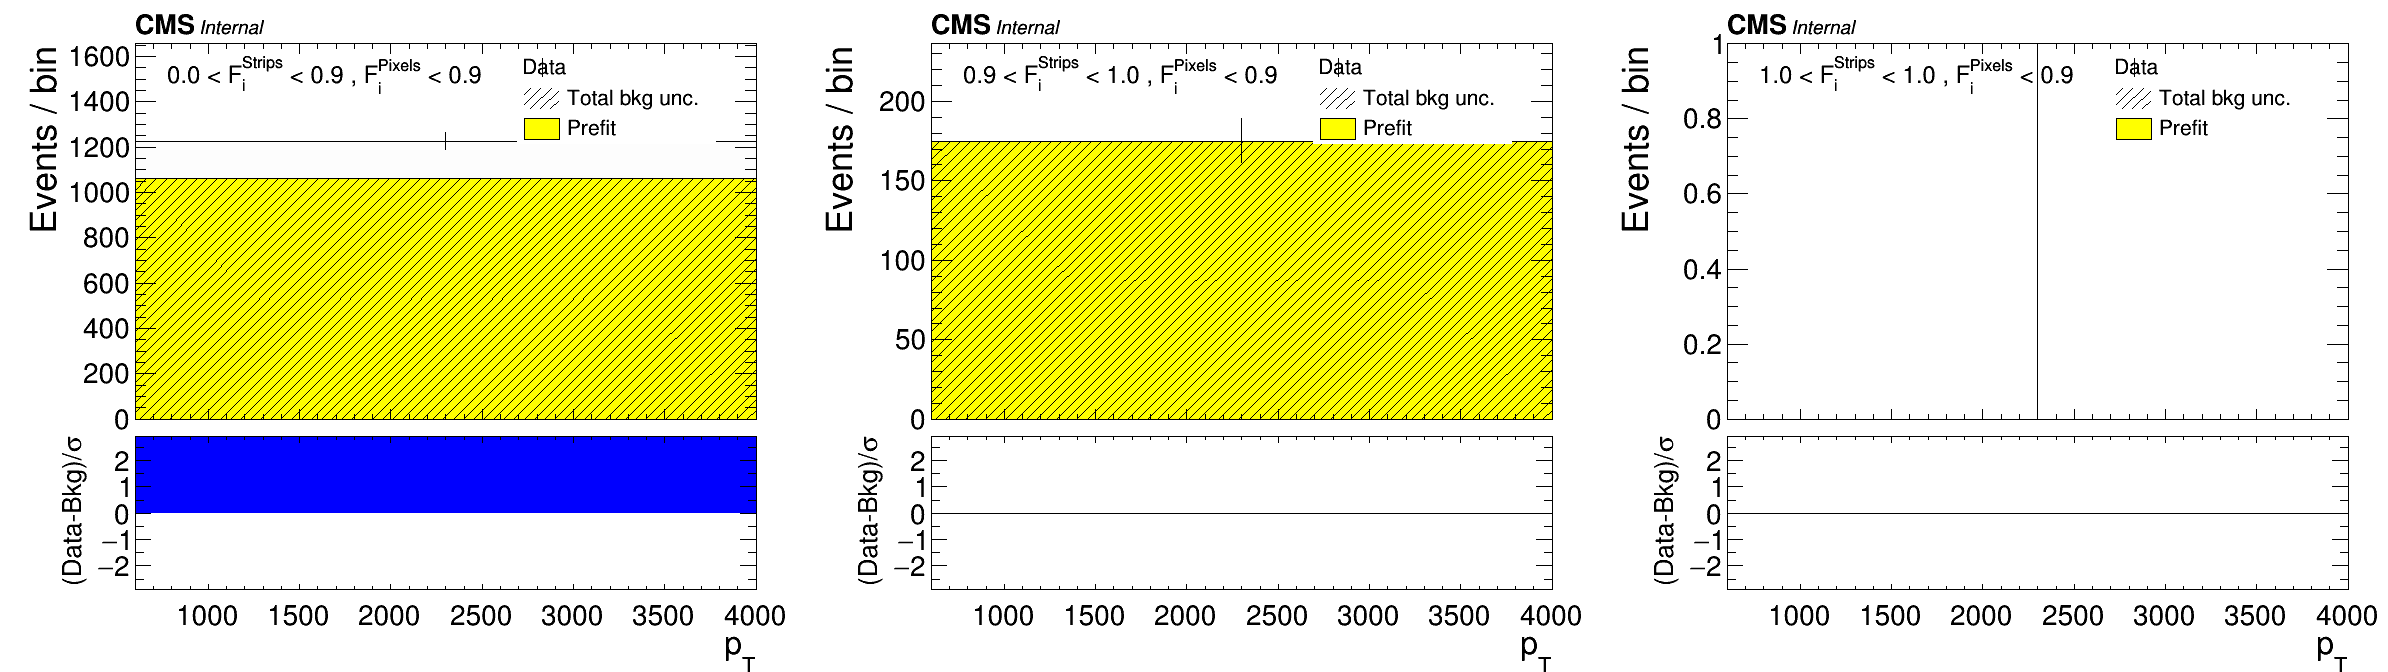 CMS Internal
Events / bin
1600
1400
1200
1000
800
600
400
200
0
0.0 < F_i^Strips < 0.9 , F_i^Pixels < 0.9
Data
Total bkg unc.
Prefit
(Data-Bkg)/σ
2
1
0
−1
−2
1000 1500 2000 2500 3000 3500 4000
p_T
CMS Internal
Events / bin
200
150
100
50
0
0.9 < F_i^Strips < 1.0 , F_i^Pixels < 0.9
Data
Total bkg unc.
Prefit
(Data-Bkg)/σ
2
1
0
−1
−2
1000 1500 2000 2500 3000 3500 4000
p_T
CMS Internal
Events / bin
1
0.8
0.6
0.4
0.2
0
1.0 < F_i^Strips < 1.0 , F_i^Pixels < 0.9
Data
Total bkg unc.
Prefit
(Data-Bkg)/σ
2
1
0
−1
−2
1000 1500 2000 2500 3000 3500 4000
p_T